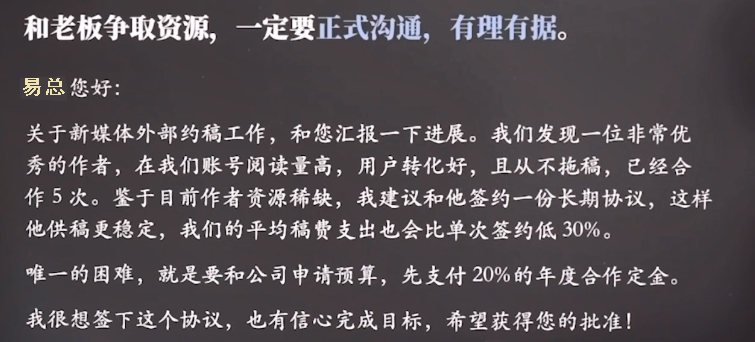 和老板争取资源，一定要正式沟通，有理有据。
易总您好：
关于新媒体外部约稿工作，和您汇报一下进展。我们发现一位非常优
秀的作者，在我们账号阅读量高，用户转化好，且从不拖稿，已经合
作 5 次。鉴于目前作者资源稀缺，我建议和他签约一份长期协议，这样
他供稿更稳定，我们的平均稿费支出也会比单次签约低 30%。
唯一的困难，就是要和公司申请预算，先支付 20%的年度合作定金。
我很想签下这个协议，也有信心完成目标，希望获得您的批准！